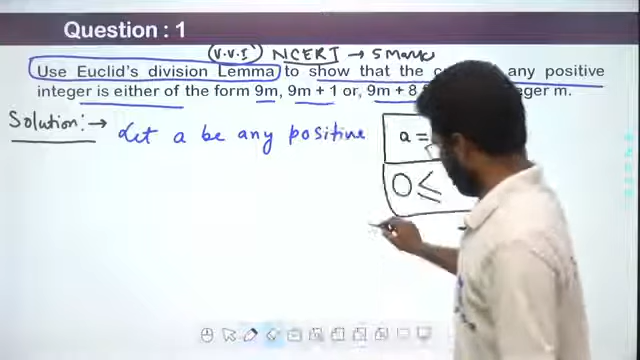 Question : 1
(V.V.I) NCERT → 5 Mark
Use Euclid's division Lemma to show that the any positive
integer is either of the form 9m, 9m + 1 or, 9m + 8 m.
Solution:→
Let a be any positive
a =
0 ≤